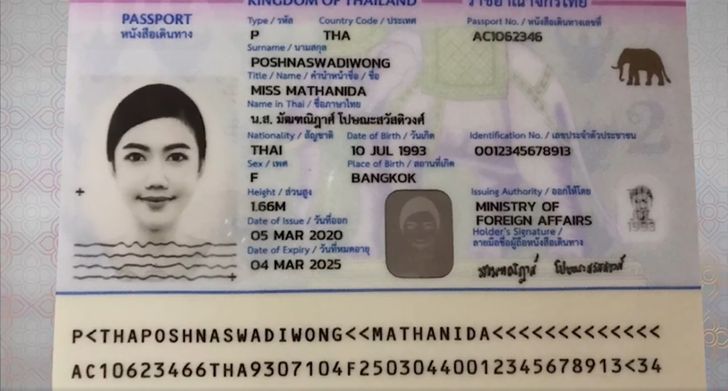 KINGDOM OF THAILAND ราชอาณาจักรไทย
PASSPORT
หนังสือเดินทาง
Type / รหัส Country Code / ประเทศ Passport No. / หนังสือเดินทางเลขที่
P THA AC1062346
Surname / นามสกุล
POSHNASWADIWONG
Title / Name / คำนำหน้าชื่อ / ชื่อ
MISS MATHANIDA
Name in Thai / ชื่อภาษาไทย
น.ส. มัฒฑณิฎาศ์ โปษณะสวัสดิวงศ์
Nationality / สัญชาติ Date of Birth / วันเกิด Identification No. / เลขประจำตัวประชาชน
THAI 10 JUL 1993 0012345678913
Sex / เพศ Place of Birth / สถานที่เกิด
F BANGKOK
Height / ส่วนสูง Issuing Authority / ออกให้โดย
1.66M MINISTRY OF
FOREIGN AFFAIRS
Date of Issue / วันที่ออก
05 MAR 2020
Holder's Signature /
ลายมือชื่อผู้ถือหนังสือเดินทาง
Date of Expiry / วันที่หมดอายุ
04 MAR 2025
P<THAPOSHNASWADIWONG<<MATHANIDA<<<<<<<<<<<<<
AC10623466THA9307104F25030440012345678913<34